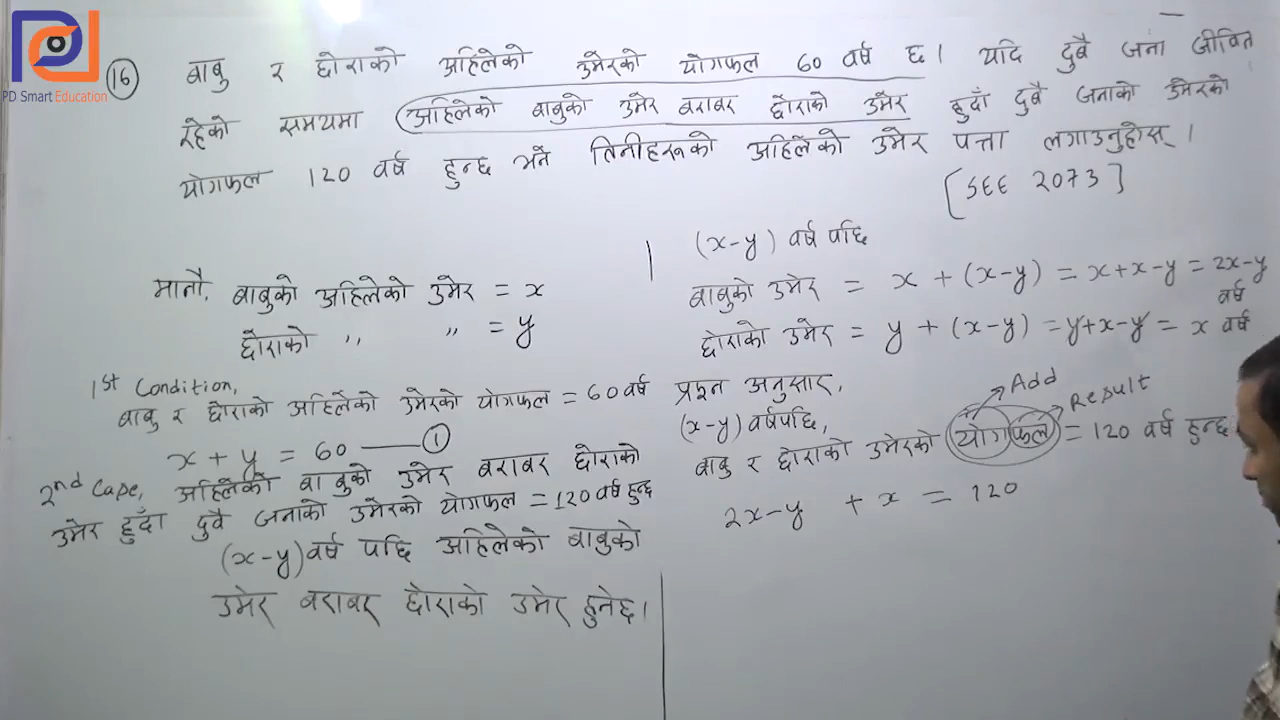 PD Smart Education
16 बाबु र छोराको अहिलेको उमेरको योगफल 60 वर्ष छ। यदि दुवै जना जीवित
रहेको समयमा अहिलेको बाबुको उमेर बराबर छोराको उमेर हुदाँ दुवै जनाको उमेरको
योगफल 120 वर्ष हुन्छ भने तिनीहरूको अहिलेको उमेर पत्ता लगाउनुहोस्।
[SEE 2073]
मानौ, बाबुको अहिलेको उमेर = x
छोराको ,, ,, = y
1st Condition,
बाबु र छोराको अहिलेको उमेरको योगफल = 60 वर्ष
x + y = 60 —— ①
2nd Cape, अहिलेको बाबुको उमेर बराबर छोराको
उमेर हुदाँ दुवै जनाको उमेरको योगफल = 120 वर्ष हुन्छ
(x-y) वर्ष पछि अहिलेको बाबुको
उमेर बराबर छोराको उमेर हुनेछ।
(x-y) वर्ष पछि
बाबुको उमेर = x + (x-y) = x+x-y = 2x-y
वर्ष
छोराको उमेर = y + (x-y) = y+x-y = x वर्ष
प्रश्न अनुसार,
Add
Result
(x-y) वर्षपछि,
बाबु र छोराको उमेरको योगफल = 120 वर्ष हुन्छ
2x-y + x = 120